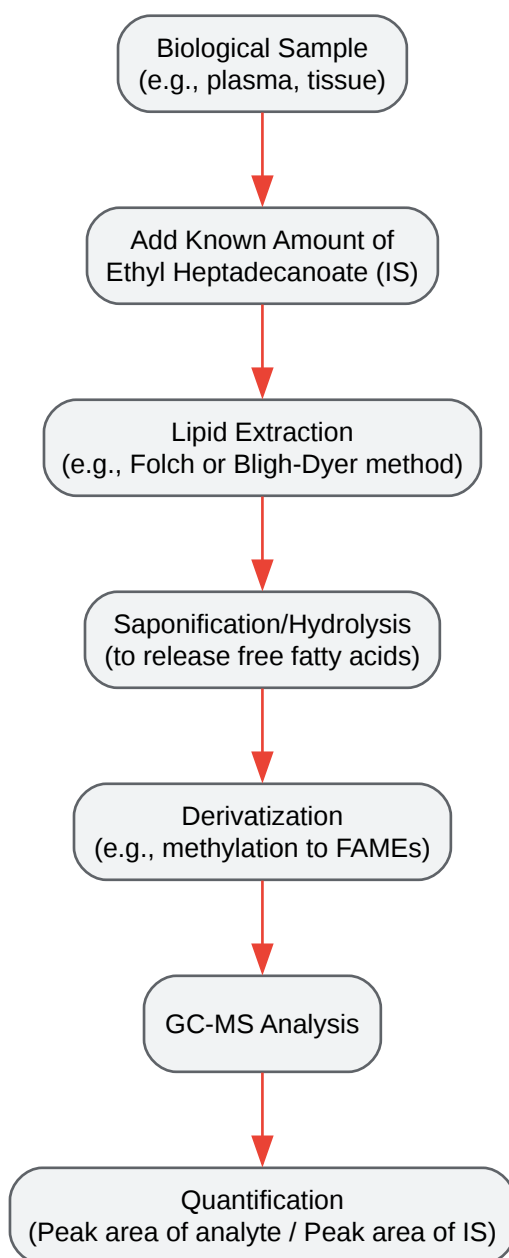 Biological Sample
(e.g., plasma, tissue)
Add Known Amount of
Ethyl Heptadecanoate (IS)
Lipid Extraction
(e.g., Folch or Bligh-Dyer method)
Saponification/Hydrolysis
(to release free fatty acids)
Derivatization
(e.g., methylation to FAMEs)
GC-MS Analysis
Quantification
(Peak area of analyte / Peak area of IS)